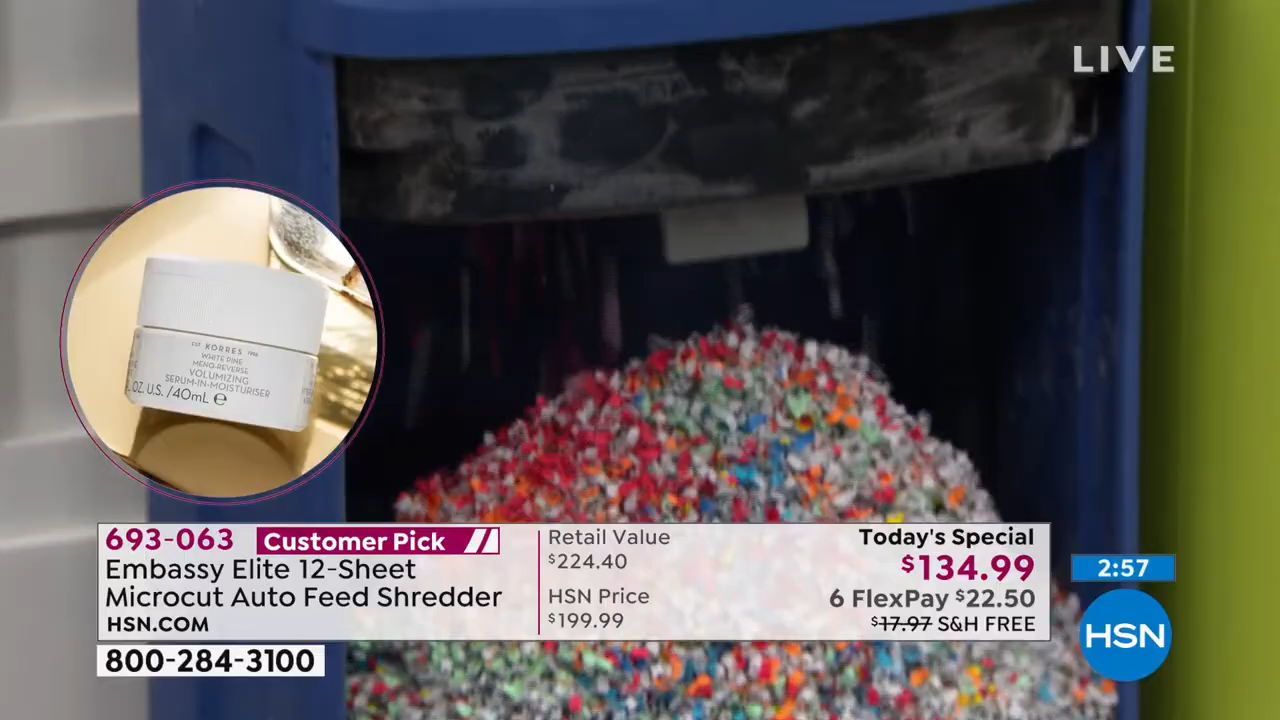 LIVE
EST KORRES 1996
WHITE PINE
MENO-REVERSE
VOLUMIZING
SERUM-IN-MOISTURISER
OZ. U.S. /40mL e
693-063 Customer Pick
Embassy Elite 12-Sheet
Microcut Auto Feed Shredder
HSN.COM
800-284-3100
Retail Value
$224.40
HSN Price
$199.99
Today's Special
$134.99
6 FlexPay $22.50
$17.97 S&H FREE
2:57
HSN